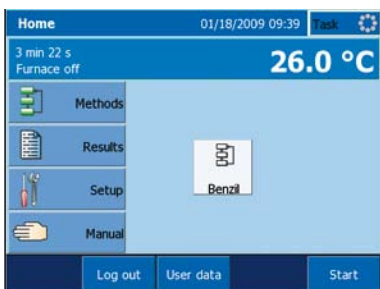 Home 01/18/2009 09:39 Task
3 min 22 s
Furnace off
26.0 °C
Methods
Results
Benzil
Setup
Manual
Log out User data Start